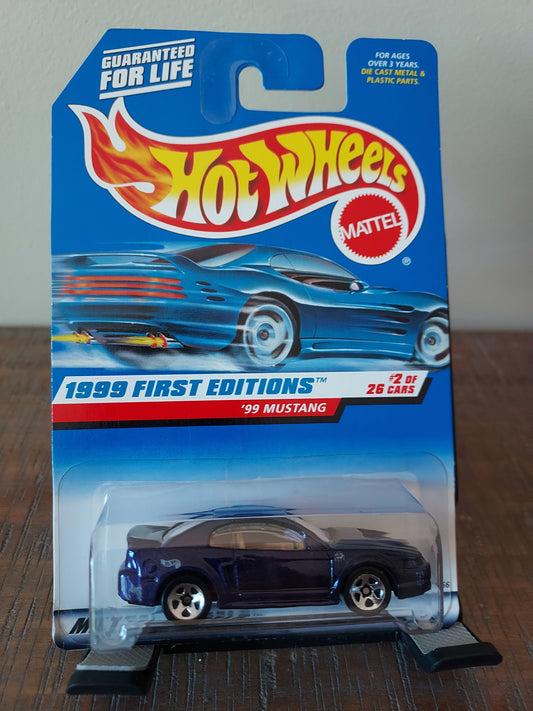 GUARANTEED
FOR LIFE
FOR AGES
OVER 3 YEARS.
DIE CAST METAL &
PLASTIC PARTS.
HOT WHEELS
MATTEL
®
1999 FIRST EDITIONS™
#2 OF
26 CARS
'99 MUSTANG